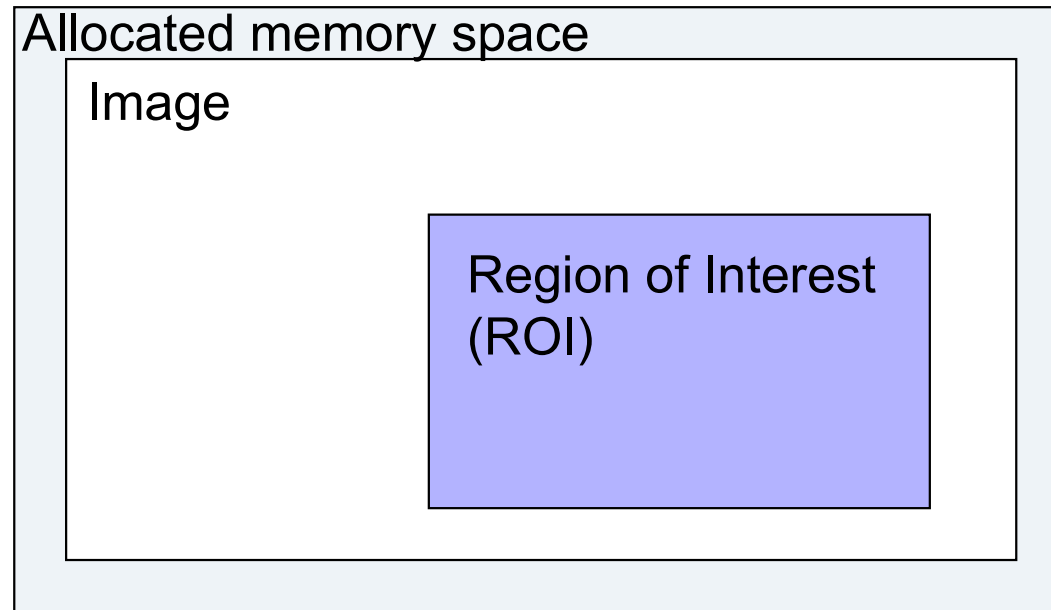 Allocated memory space
Image
Region of Interest
(ROI)